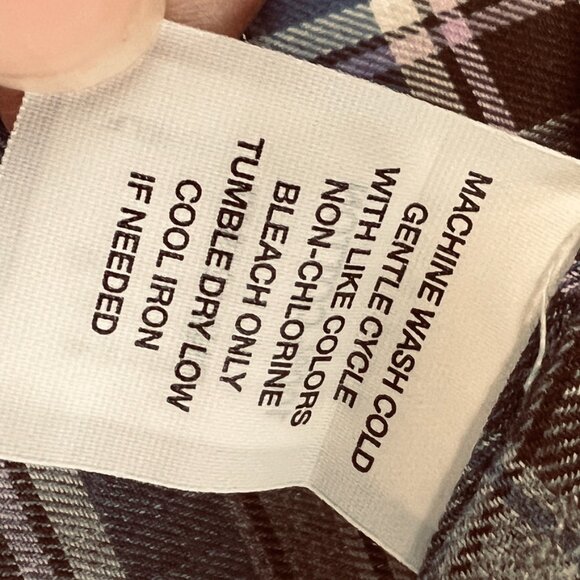 MACHINE WASH COLD
GENTLE CYCLE
WITH LIKE COLORS
NON-CHLORINE
BLEACH ONLY
TUMBLE DRY LOW
COOL IRON
IF NEEDED